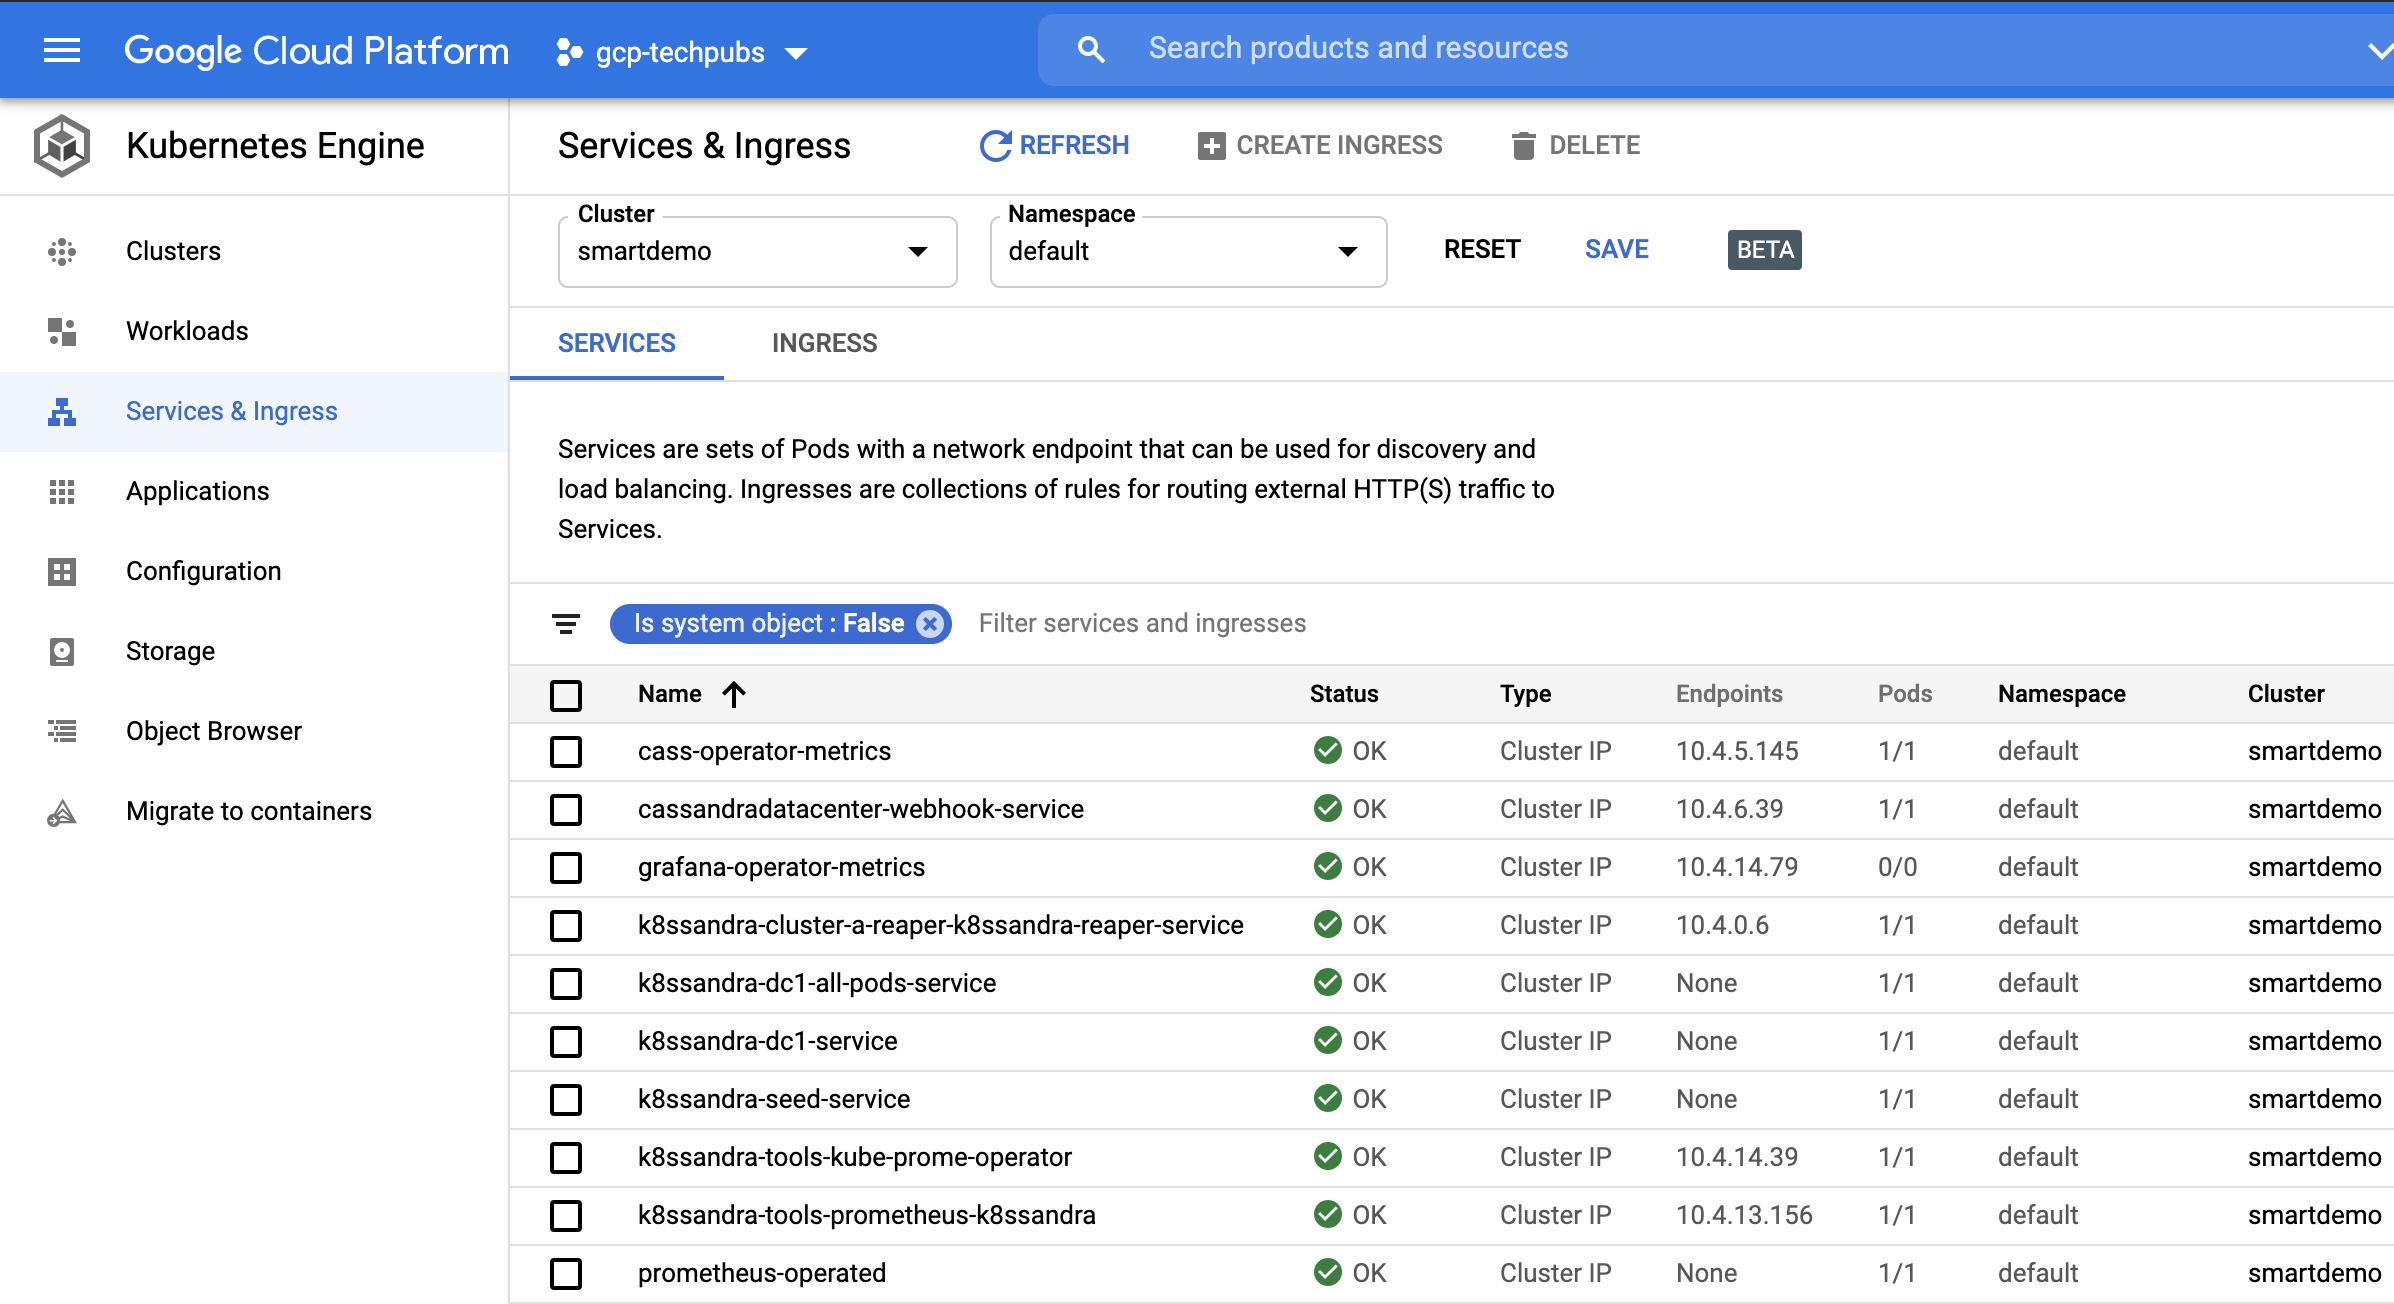 Google Cloud Platform gcp-techpubs Search products and resources
Kubernetes Engine
Services & Ingress REFRESH CREATE INGRESS DELETE
Clusters
Workloads
Services & Ingress
Applications
Configuration
Storage
Object Browser
Migrate to containers
Cluster Namespace
smartdemo default RESET SAVE BETA
SERVICES INGRESS
Services are sets of Pods with a network endpoint that can be used for discovery and
load balancing. Ingresses are collections of rules for routing external HTTP(S) traffic to
Services.
Is system object : False Filter services and ingresses
Name Status Type Endpoints Pods Namespace Cluster
cass-operator-metrics OK Cluster IP 10.4.5.145 1/1 default smartdemo
cassandradatacenter-webhook-service OK Cluster IP 10.4.6.39 1/1 default smartdemo
grafana-operator-metrics OK Cluster IP 10.4.14.79 0/0 default smartdemo
k8ssandra-cluster-a-reaper-k8ssandra-reaper-service OK Cluster IP 10.4.0.6 1/1 default smartdemo
k8ssandra-dc1-all-pods-service OK Cluster IP None 1/1 default smartdemo
k8ssandra-dc1-service OK Cluster IP None 1/1 default smartdemo
k8ssandra-seed-service OK Cluster IP None 1/1 default smartdemo
k8ssandra-tools-kube-prome-operator OK Cluster IP 10.4.14.39 1/1 default smartdemo
k8ssandra-tools-prometheus-k8ssandra OK Cluster IP 10.4.13.156 1/1 default smartdemo
prometheus-operated OK Cluster IP None 1/1 default smartdemo